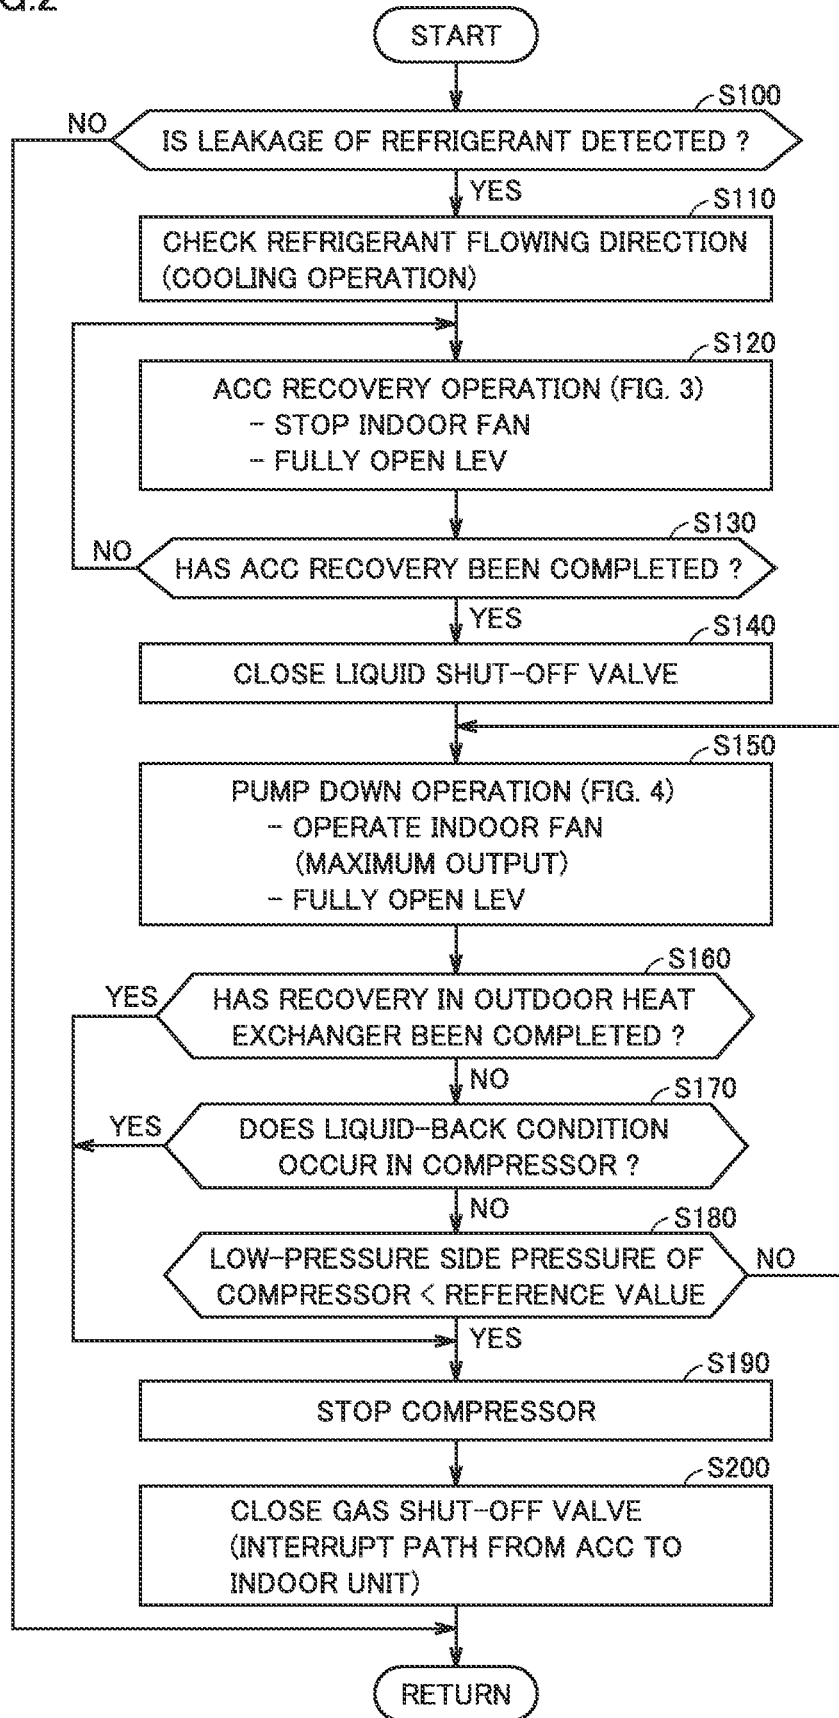 G.2
START
S100
NO
IS LEAKAGE OF REFRIGERANT DETECTED ?
YES
S110
CHECK REFRIGERANT FLOWING DIRECTION
(COOLING OPERATION)
S120
ACC RECOVERY OPERATION (FIG. 3)
- STOP INDOOR FAN
- FULLY OPEN LEV
S130
NO
HAS ACC RECOVERY BEEN COMPLETED ?
YES
S140
CLOSE LIQUID SHUT-OFF VALVE
S150
PUMP DOWN OPERATION (FIG. 4)
- OPERATE INDOOR FAN
(MAXIMUM OUTPUT)
- FULLY OPEN LEV
S160
YES
HAS RECOVERY IN OUTDOOR HEAT
EXCHANGER BEEN COMPLETED ?
NO
S170
YES
DOES LIQUID-BACK CONDITION
OCCUR IN COMPRESSOR ?
NO
S180
LOW-PRESSURE SIDE PRESSURE OF
COMPRESSOR < REFERENCE VALUE
NO
YES
S190
STOP COMPRESSOR
S200
CLOSE GAS SHUT-OFF VALVE
(INTERRUPT PATH FROM ACC TO
INDOOR UNIT)
RETURN